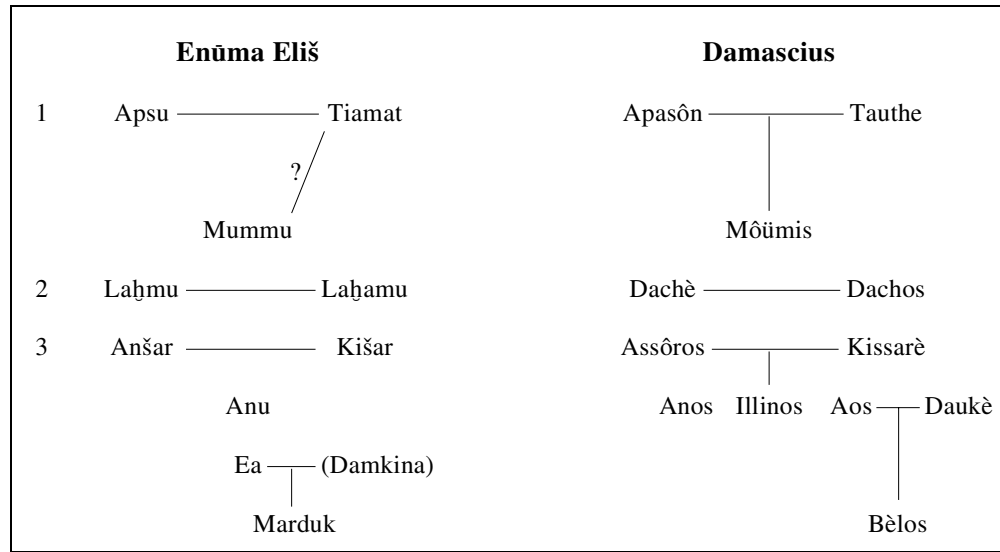 Enūma Eliš Damascius
1 Apsu Tiamat Apasôn Tauthe
?
Mummu Môümis
2 Laḫmu Laḫamu Dachè Dachos
3 Anšar Kišar Assôros Kissarè
Anu Anos Illinos Aos Daukè
Ea (Damkina)
Marduk Bèlos